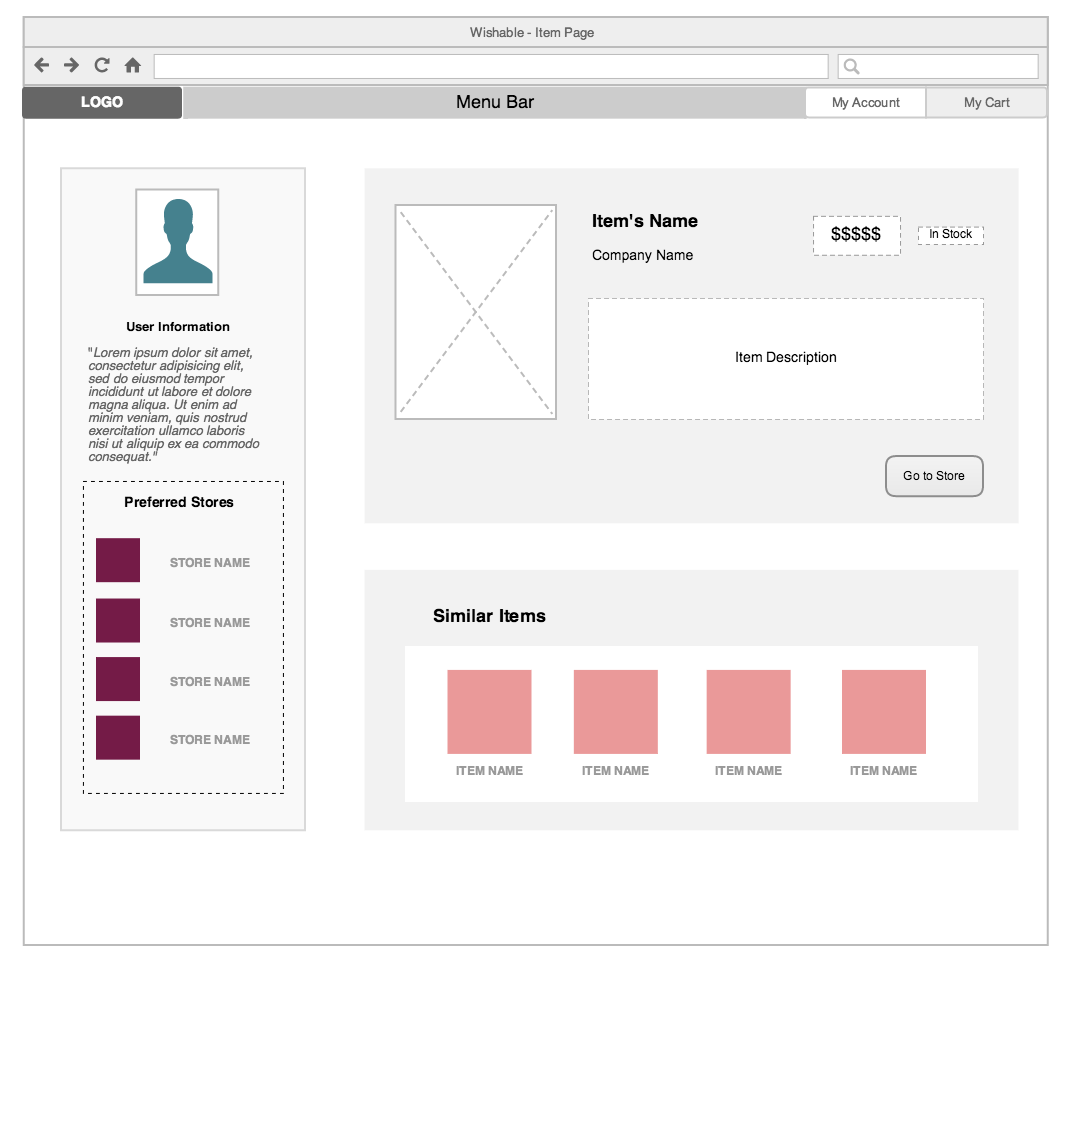 Wishable - Item Page
LOGO
Menu Bar
My Account
My Cart
User Information
"Lorem ipsum dolor sit amet,
consectetur adipisicing elit,
sed do eiusmod tempor
incididunt ut labore et dolore
magna aliqua. Ut enim ad
minim veniam, quis nostrud
exercitation ullamco laboris
nisi ut aliquip ex ea commodo
consequat."
Preferred Stores
STORE NAME
STORE NAME
STORE NAME
STORE NAME
Item's Name
$$$$$
In Stock
Company Name
Item Description
Go to Store
Similar Items
ITEM NAME
ITEM NAME
ITEM NAME
ITEM NAME